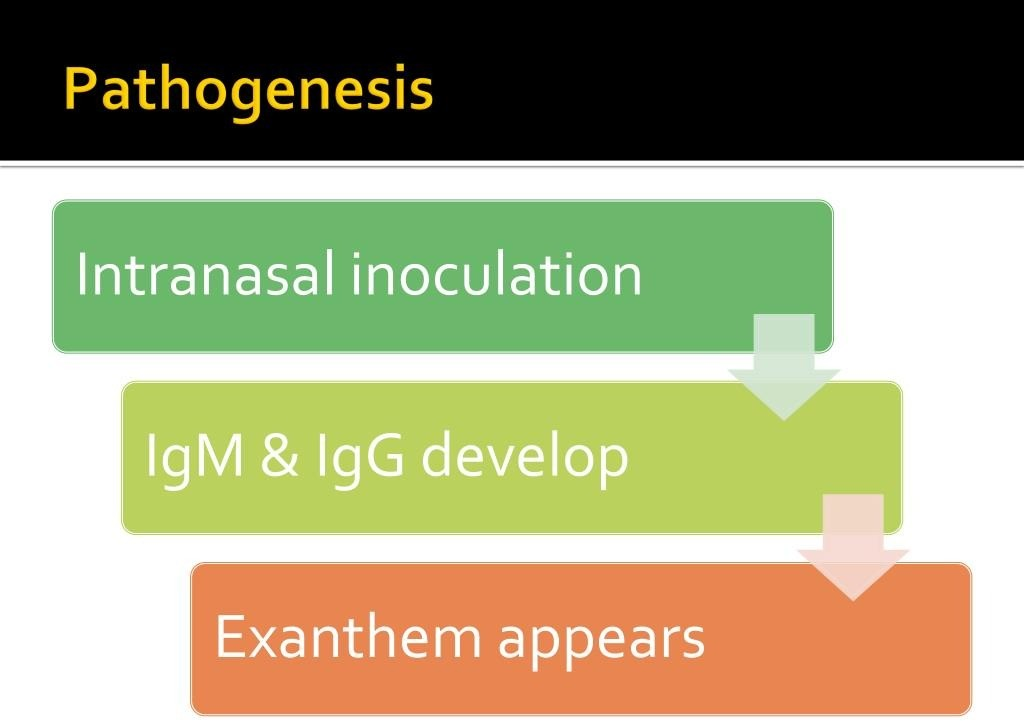 Pathogenesis
Intranasal inoculation
IgM & IgG develop
Exanthem appears